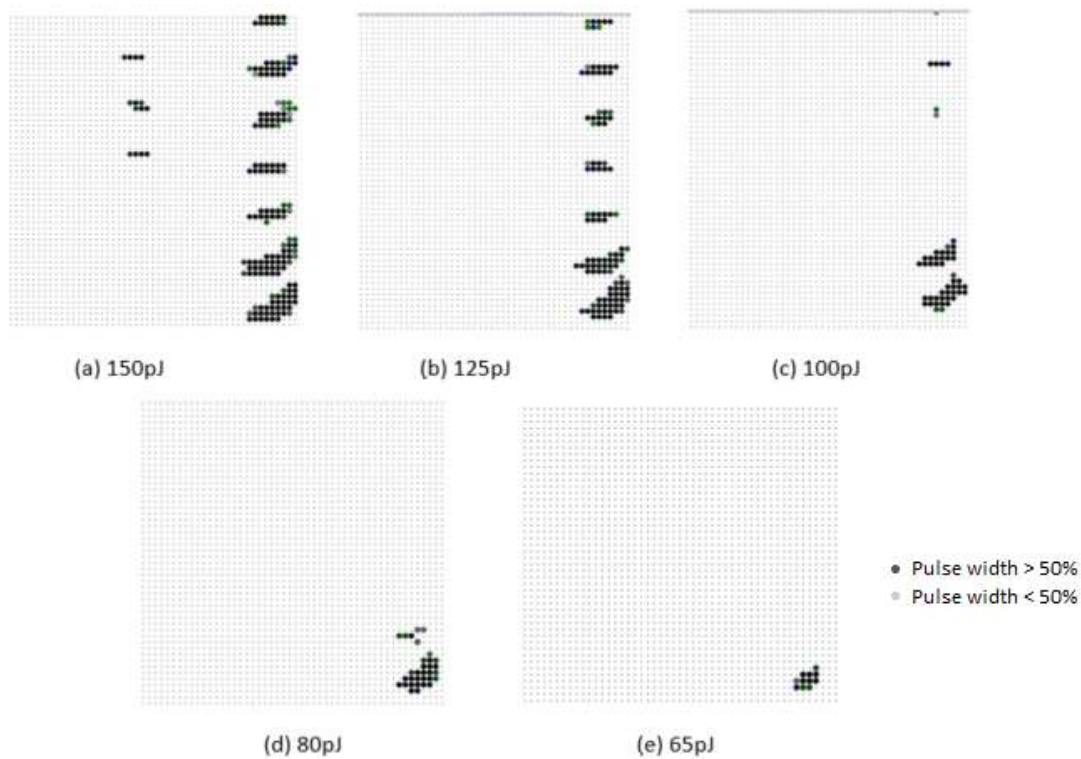 (a) 150pJ
(b) 125pJ
(c) 100pJ
Pulse width > 50%
Pulse width < 50%
(d) 80pJ
(e) 65pJ